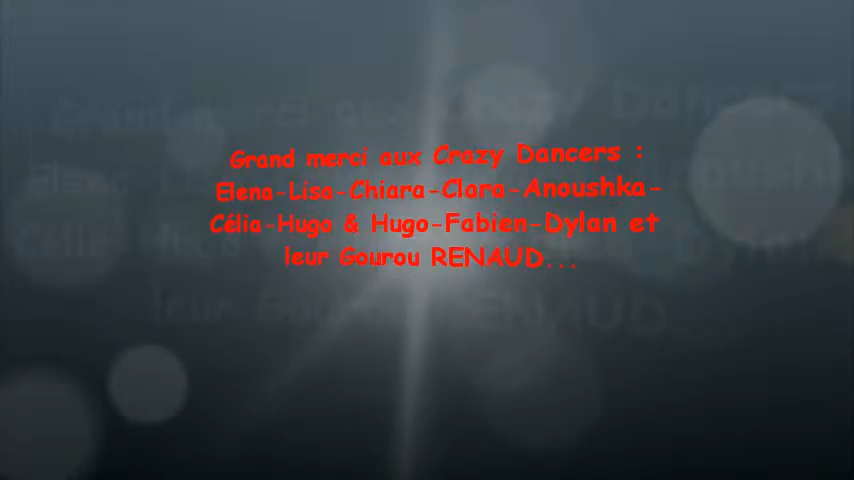 Grand merci aux Crazy Dancers :
Elena-Lisa-Chiara-Clara-Anoushka-
Célia-Hugo & Hugo-Fabien-Dylan et
leur Gourou RENAUD...